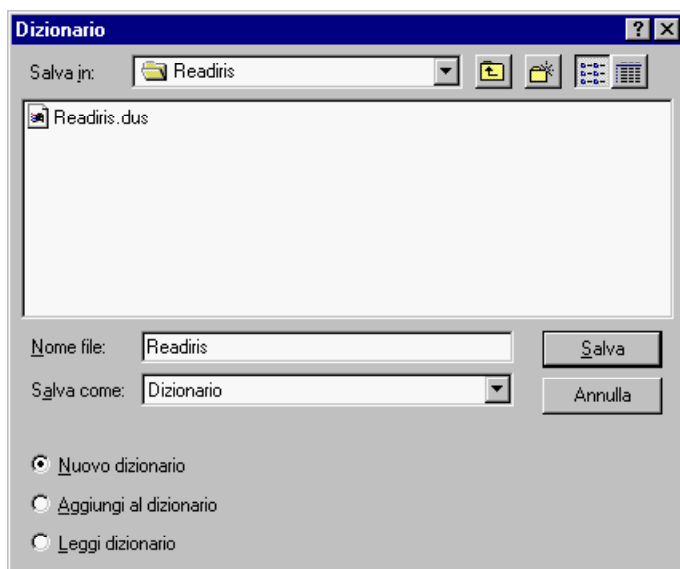 Dizionario
Salva in: Readiris
Readiris.dus
Nome file: Readiris Salva
Salva come: Dizionario Annulla
Nuovo dizionario
Aggiungi al dizionario
Leggi dizionario